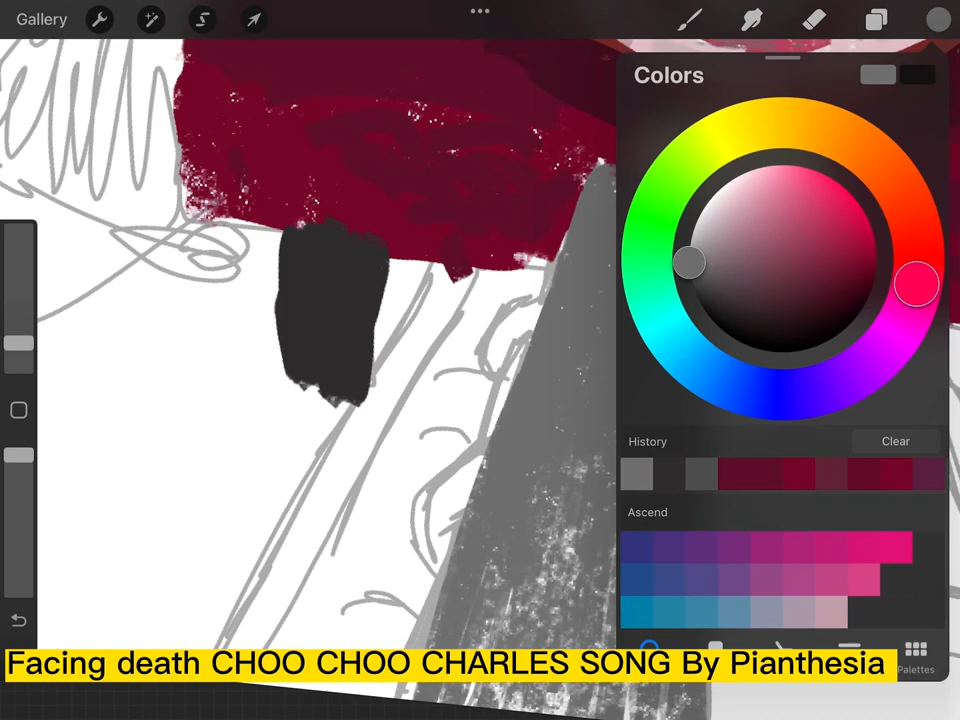 Gallery
Colors
History
Clear
Ascend
Facing death CHOO CHOO CHARLES SONG By Pianthesia
Palettes